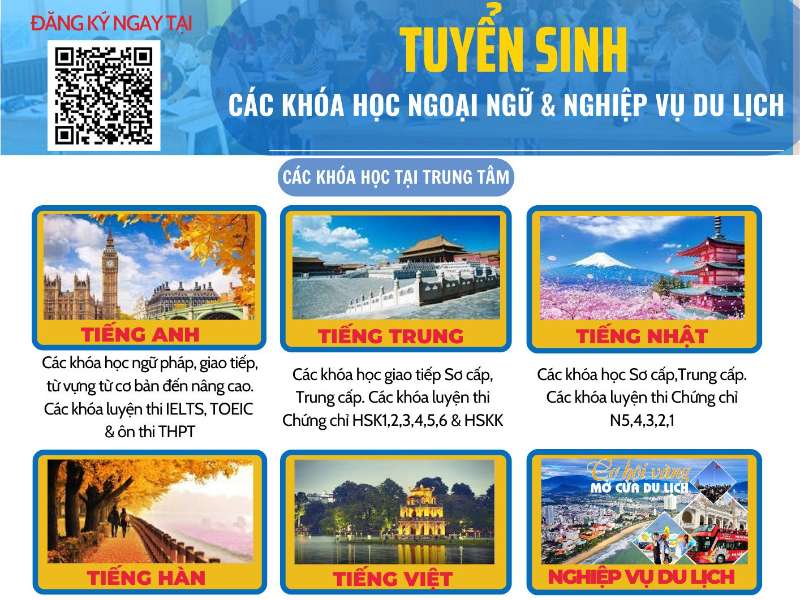 ĐĂNG KÝ NGAY TẠI
TUYỂN SINH
CÁC KHÓA HỌC NGOẠI NGỮ & NGHIỆP VỤ DU LỊCH
CÁC KHÓA HỌC TẠI TRUNG TÂM
TIẾNG ANH
Các khóa học ngữ pháp, giao tiếp,
từ vựng từ cơ bản đến nâng cao.
Các khóa luyện thi IELTS, TOEIC
& ôn thi THPT
TIẾNG TRUNG
Các khóa học giao tiếp Sơ cấp,
Trung cấp. Các khóa luyện thi
Chứng chỉ HSK1,2,3,4,5,6 & HSKK
TIẾNG NHẬT
Các khóa học Sơ cấp,Trung cấp.
Các khóa luyện thi Chứng chỉ
N5,4,3,2,1
TIẾNG HÀN
TIẾNG VIỆT
Cơ hội vàng
MỞ CỬA DU LỊCH
NGHIỆP VỤ DU LỊCH